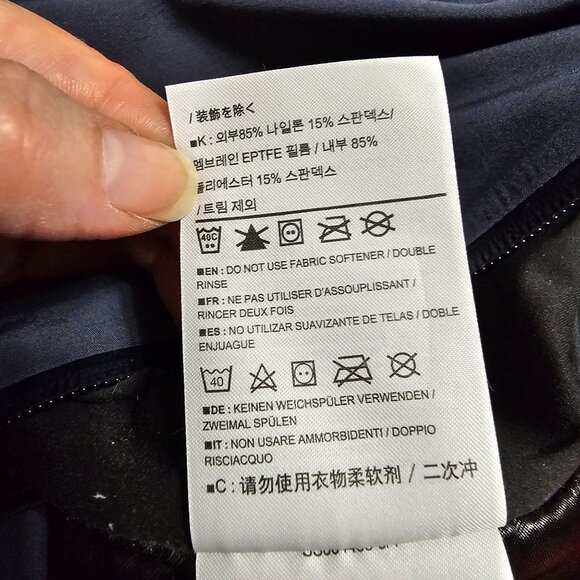 /装飾を除く
■K : 외부85% 나일론 15% 스판덱스/
멤브레인 EPTFE 필름 / 내부 85%
폴리에스터 15% 스판덱스
/ 트림 제외
40C
■EN : DO NOT USE FABRIC SOFTENER / DOUBLE
RINSE
■FR : NE PAS UTILISER D'ASSOUPLISSANT /
RINCER DEUX FOIS
■ES : NO UTILIZAR SUAVIZANTE DE TELAS / DOBLE
ENJUAGUE
40
■DE : KEINEN WEICHSPÜLER VERWENDEN /
ZWEIMAL SPÜLEN
■IT : NON USARE AMMORBIDENTI / DOPPIO
RISCIACQUO
■C : 请勿使用衣物柔软剂 / 二次冲